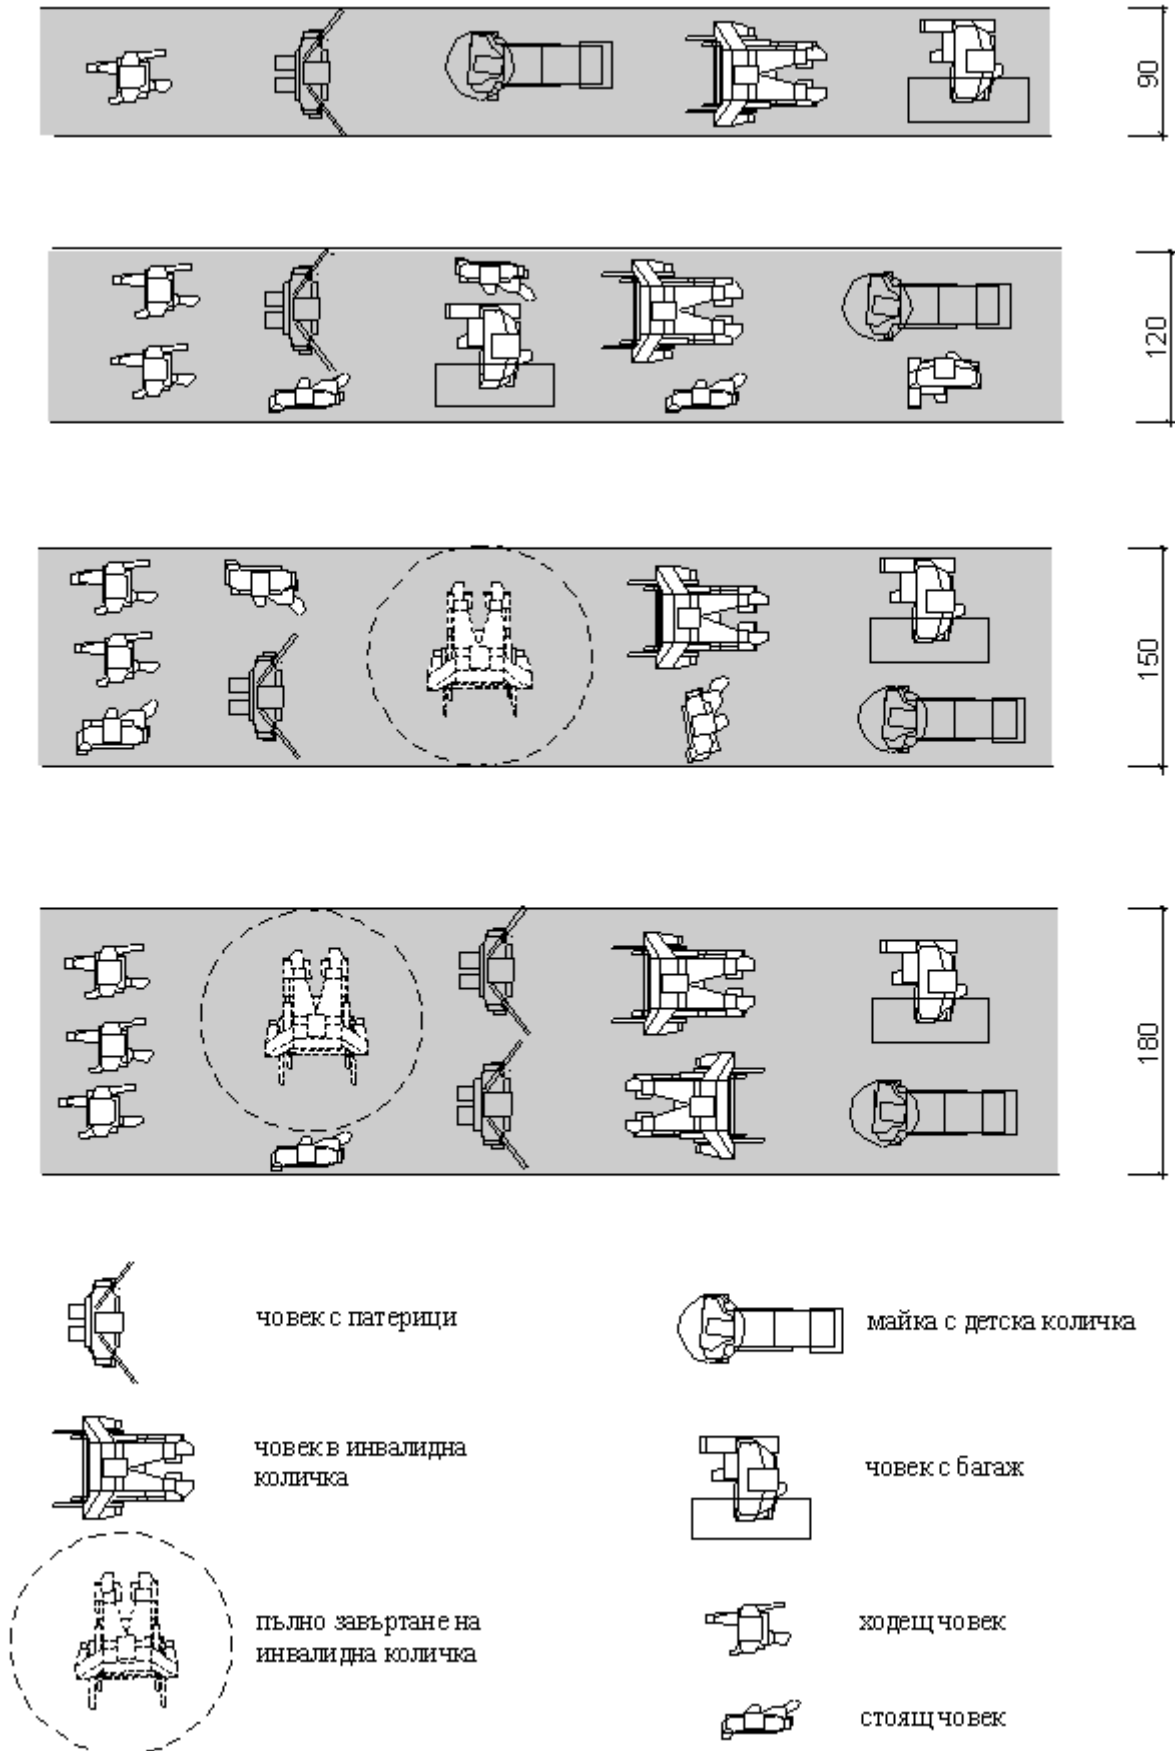 90
120
150
180
човек с патерици
майка с детска количка
човек в инвалидна
количка
човек с багаж
пълно завъртане на
инвалидна количка
ходещ човек
стоящ човек